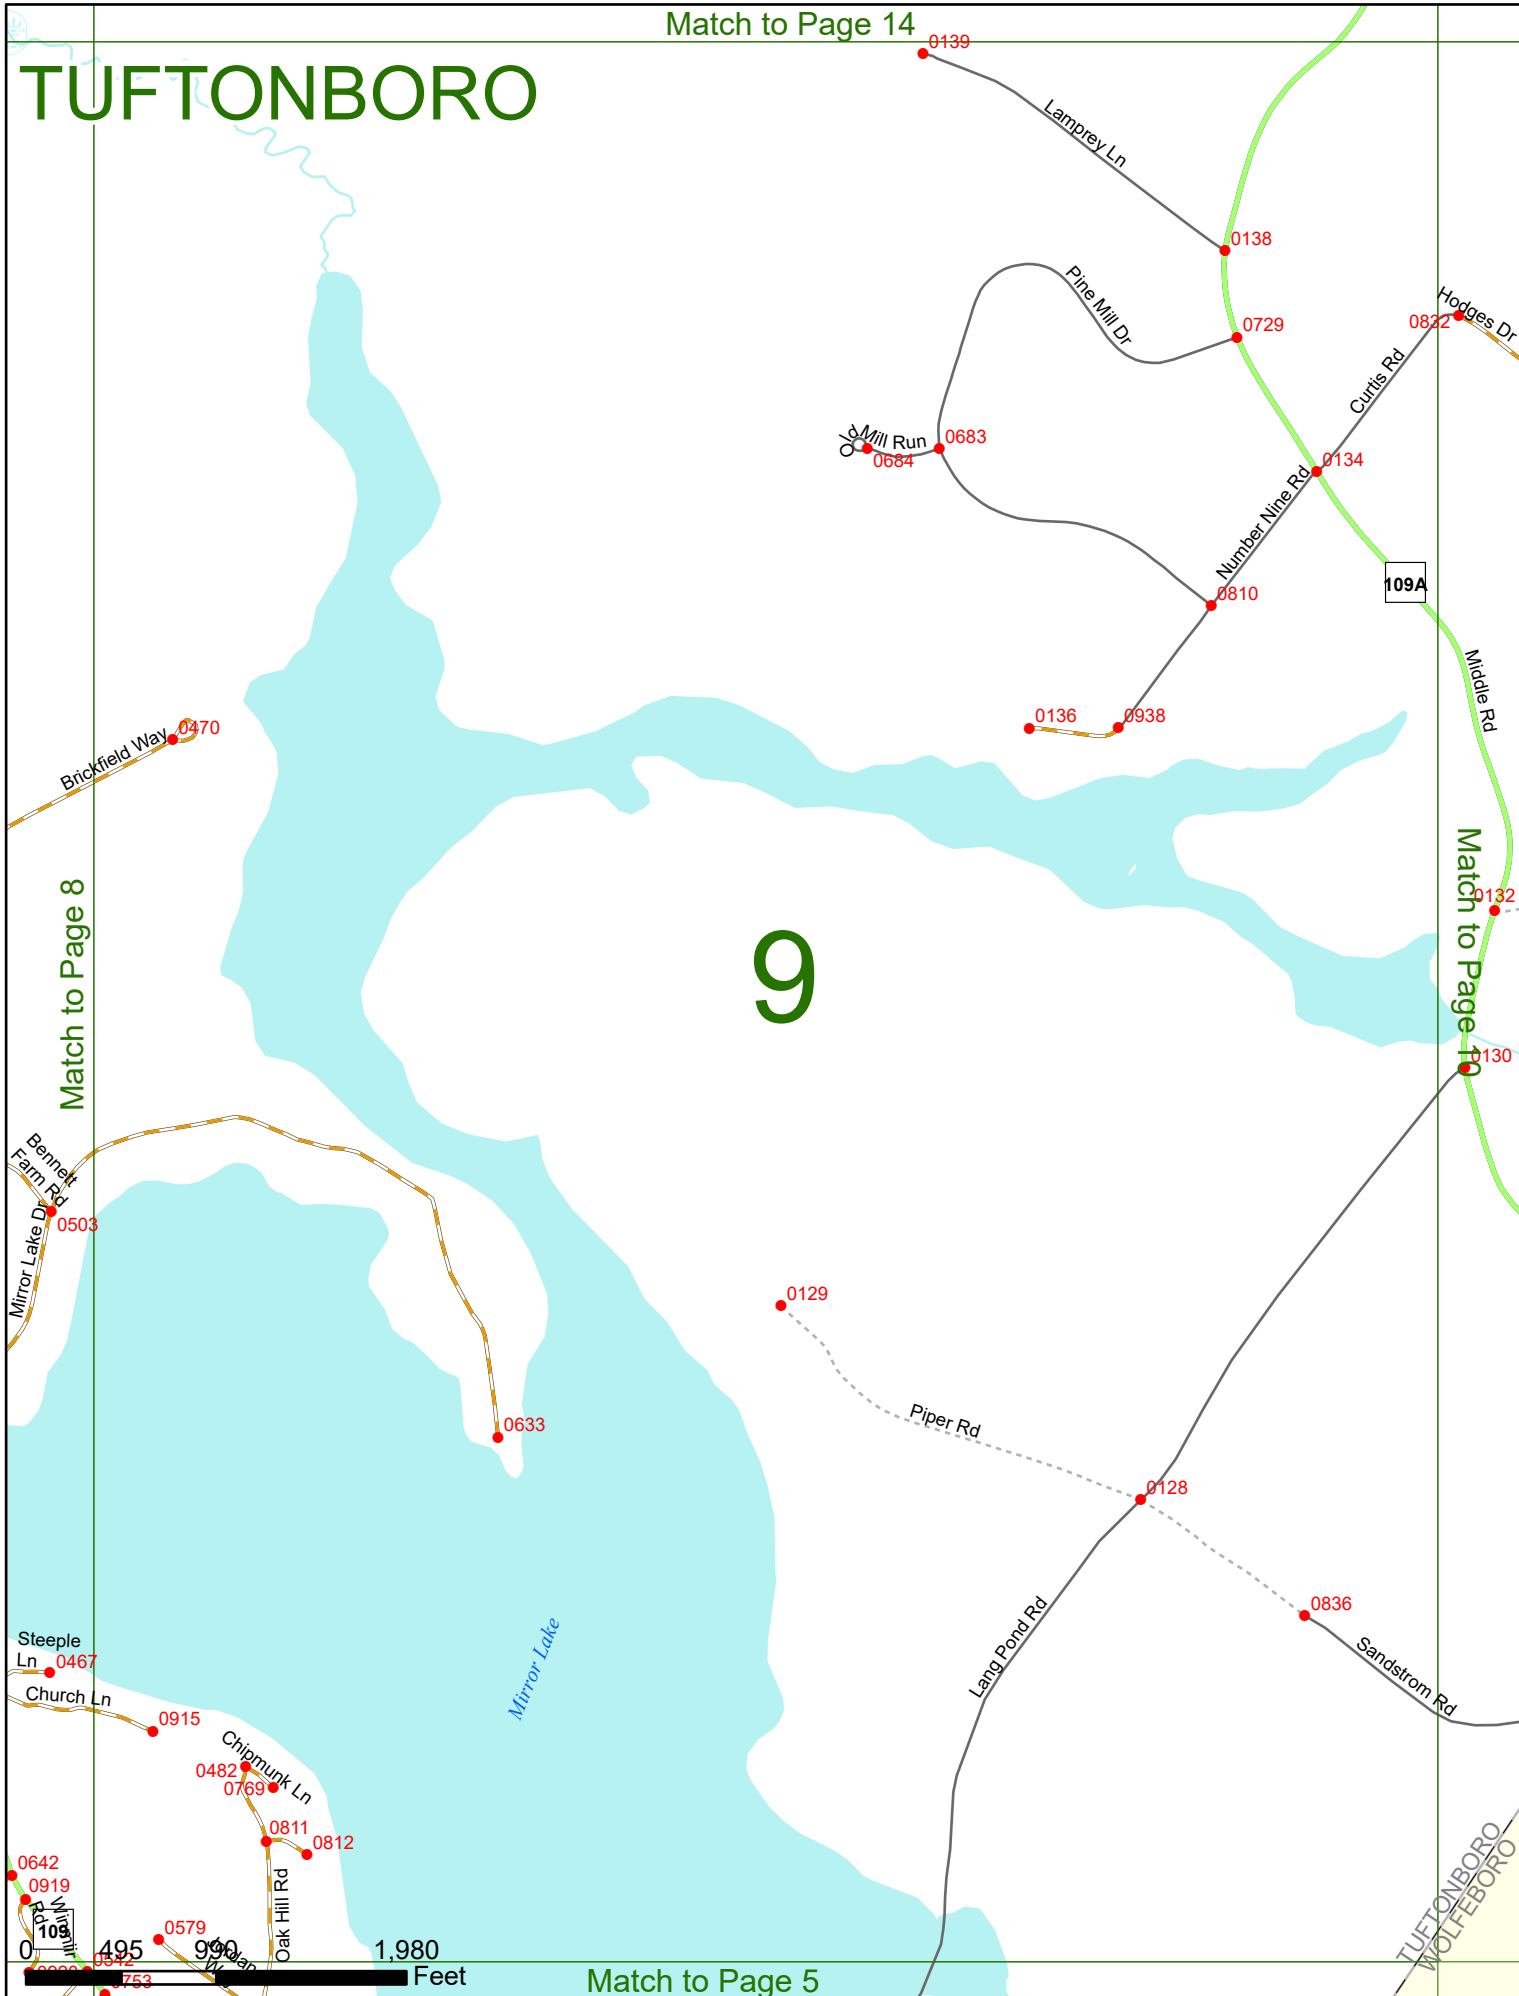 Match to Page 14
TUFTONBORO
0139
Lamprey Ln
0138
Pine Mill Dr
0729
Hodges Dr
0832
Curtis Rd
Old Mill Run
0683
0684
0134
Number Nine Rd
109A
0810
Middle Rd
0136
0938
0470
Brickfield Way
Match to Page 8
Match to Page 10
0132
9
0130
Bennett
Farm Rd
0503
Mirror Lake Dr
0129
Piper Rd
0633
0128
0836
Sandstrom Rd
Lang Pond Rd
Mirror Lake
Steeple
Ln
0467
Church Ln
0915
Chipmunk Ln
0482
0769
0811
0812
Oak Hill Rd
0642
0919
Rd
109
0579
Jordan
0542
0753
0 495 990 1,980
Feet
Match to Page 5
TUFTONBORO
WOLFEBORO